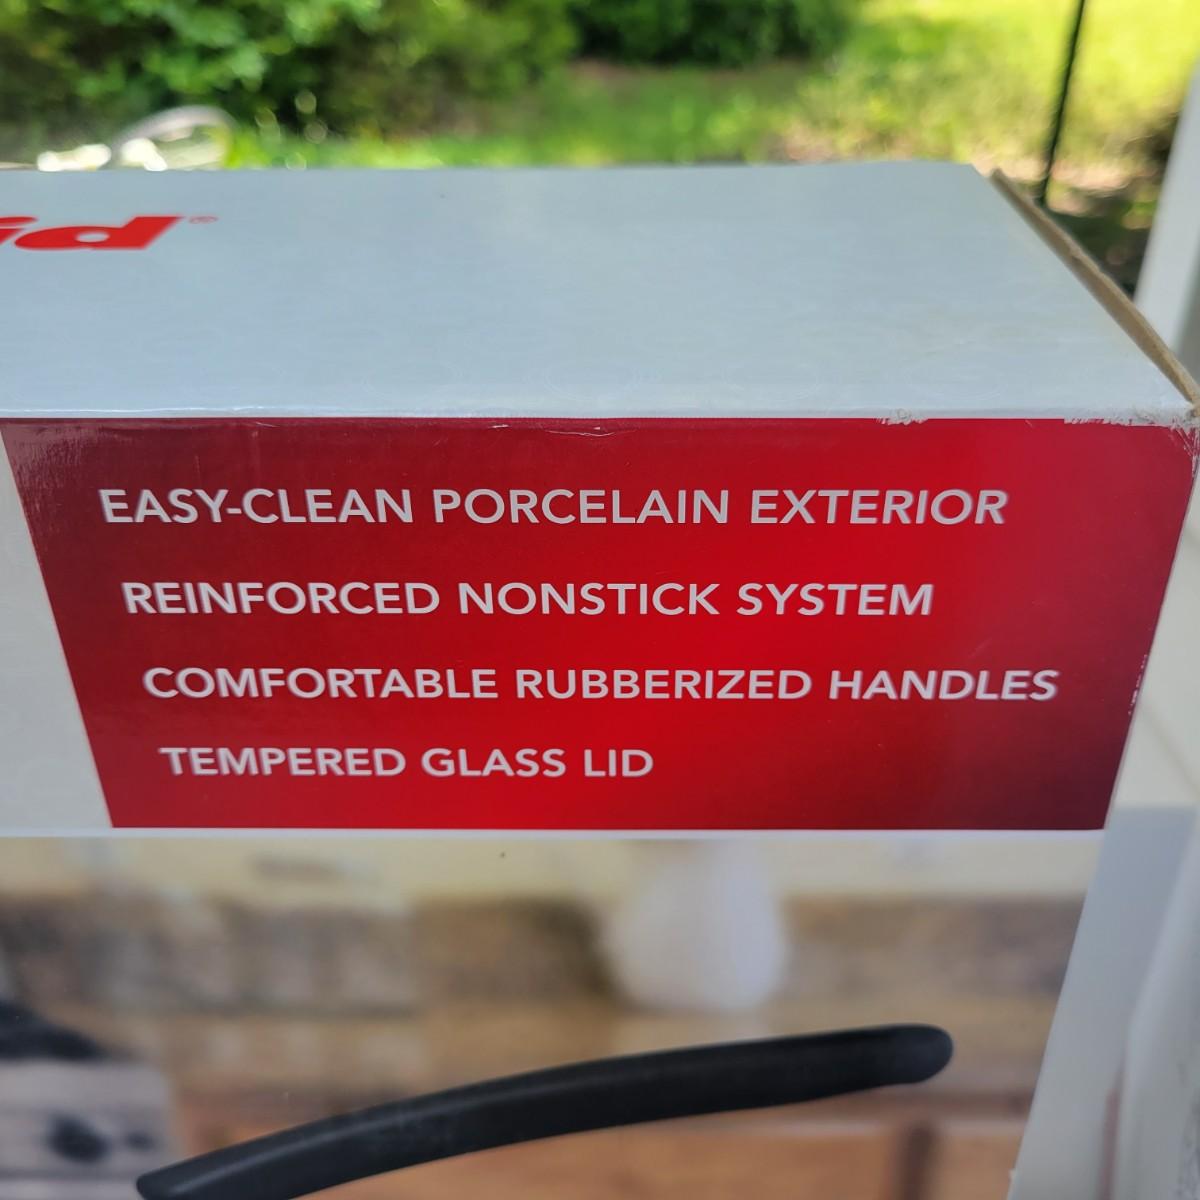 EASY-CLEAN PORCELAIN EXTERIOR
REINFORCED NONSTICK SYSTEM
COMFORTABLE RUBBERIZED HANDLES
TEMPERED GLASS LID